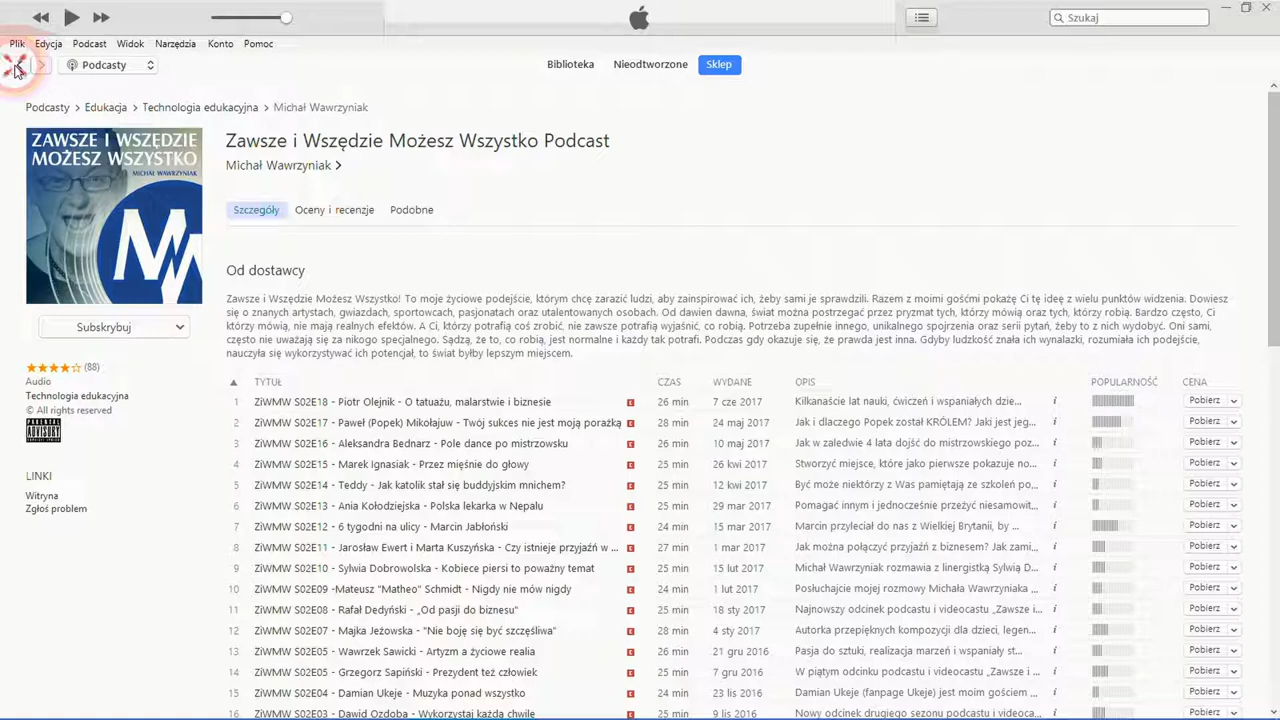 Szukaj
Plik Edycja Podcast Widok Narzędzia Konto Pomoc
Podcasty
Biblioteka Nieodtworzone Sklep
Podcasty > Edukacja > Technologia edukacyjna > Michał Wawrzyniak
ZAWSZE I WSZĘDZIE
MOŻESZ WSZYSTKO
MICHAŁ WAWRZYNIAK
Zawsze i Wszędzie Możesz Wszystko Podcast
Michał Wawrzyniak >
Szczegóły Oceny i recenzje Podobne
Od dostawcy
Zawsze i Wszędzie Możesz Wszystko! To moje życiowe podejście, którym chcę zarazić ludzi, aby zainspirować ich, żeby sami je sprawdzili. Razem z moimi gośćmi pokażę Ci tę ideę z wielu punktów widzenia. Dowiesz
się o znanych artystach, gwiazdach, sportowcach, pasjonatach oraz utalentowanych osobach. Od dawien dawna, świat można postrzegać przez pryzmat tych, którzy mówią oraz tych, którzy robią. Bardzo często, Ci
którzy mówią, nie mają realnych efektów. A Ci, którzy potrafią coś zrobić, nie zawsze potrafią wyjaśnić, co robią. Potrzeba zupełnie innego, unikalnego spojrzenia oraz serii pytań, żeby to z nich wydobyć. Oni sami,
często nie uważają się za nikogo specjalnego. Sądzą, że to, co robią, jest normalne i każdy tak potrafi. Podczas gdy okazuje się, że prawda jest inna. Gdyby ludzkość znała ich wynalazki, rozumiała ich podejście,
nauczyła się wykorzystywać ich potencjał, to świat byłby lepszym miejscem.
Subskrybuj
(88)
Audio
Technologia edukacyjna
© All rights reserved
PARENTAL
ADVISORY
LINKI
Witryna
Zgłoś problem
TYTUŁ CZAS WYDANE OPIS POPULARNOŚĆ CENA
1 ZiWMW S02E18 - Piotr Olejnik - O tatuażu, malarstwie i biznesie E 26 min 7 cze 2017 Kilkanaście lat nauki, ćwiczeń i wspaniałych dzie... i Pobierz
2 ZiWMW S02E17 - Paweł (Popek) Mikołajuw - Twój sukces nie jest moją porażką E 28 min 24 maj 2017 Jak i dlaczego Popek został KRÓLEM? Jaki jest jeg... i Pobierz
3 ZiWMW S02E16 - Aleksandra Bednarz - Pole dance po mistrzowsku E 25 min 10 maj 2017 Jak w zaledwie 4 lata dojść do mistrzowskiego poz... i Pobierz
4 ZiWMW S02E15 - Marek Ignasiak - Przez mięśnie do głowy E 25 min 26 kwi 2017 Stworzyć miejsce, które jako pierwsze pokazuje no... i Pobierz
5 ZiWMW S02E14 - Teddy - Jak katolik stał się buddyjskim mnichem? E 25 min 12 kwi 2017 Być może niektórzy z Was pamiętają ze szkoleń po... i Pobierz
6 ZiWMW S02E13 - Ania Kołodziejska - Polska lekarka w Nepalu E 25 min 29 mar 2017 Pomagać innym i jednocześnie przeżyć niesamowit... i Pobierz
7 ZiWMW S02E12 - 6 tygodni na ulicy - Marcin Jabłoński E 24 min 15 mar 2017 Marcin przyleciał do nas z Wielkiej Brytanii, by ... i Pobierz
8 ZiWMW S02E11 - Jarosław Ewert i Marta Kuszyńska - Czy istnieje przyjaźń w ... E 27 min 1 mar 2017 Jak można połączyć przyjaźń z biznesem? Jak zami... i Pobierz
9 ZiWMW S02E10 - Sylwia Dobrowolska - Kobiece piersi to poważny temat E 25 min 15 lut 2017 Michał Wawrzyniak rozmawia z linergistką Sylwią D... i Pobierz
10 ZiWMW S02E09 -Mateusz "Matheo" Schmidt - Nigdy nie mów nigdy E 24 min 1 lut 2017 Posłuchajcie mojej rozmowy Michała Wawrzyniaka ... i Pobierz
11 ZiWMW S02E08 - Rafał Dedyński - „Od pasji do biznesu" E 25 min 18 sty 2017 Najnowszy odcinek podcastu i videocastu „Zawsze i... i Pobierz
12 ZiWMW S02E07 - Majka Jeżowska - "Nie boję się być szczęśliwa" E 28 min 4 sty 2017 Autorka przepięknych kompozycji dla dzieci, legen... i Pobierz
13 ZiWMW S02E05 - Wawrzek Sawicki - Artyzm a życiowe realia E 26 min 21 gru 2016 Pasja do sztuki, realizacja marzeń i wspaniały st... i Pobierz
14 ZiWMW S02E05 - Grzegorz Sapiński - Prezydent też człowiek E 25 min 7 gru 2016 W piątym odcinku podcastu i videocastu „Zawsze i ... i Pobierz
15 ZiWMW S02E04 - Damian Ukeje - Muzyka ponad wszystko E 24 min 23 lis 2016 Damian Ukeje (fanpage Ukeje) jest moim gościem ... i Pobierz
16 ZiWMW S02E03 - Dawid Ozdoba - Wykorzystaj każdą chwilę E 25 min 9 lis 2016 Nowy odcinek drugiego sezonu podcastu i videoca... i Pobierz